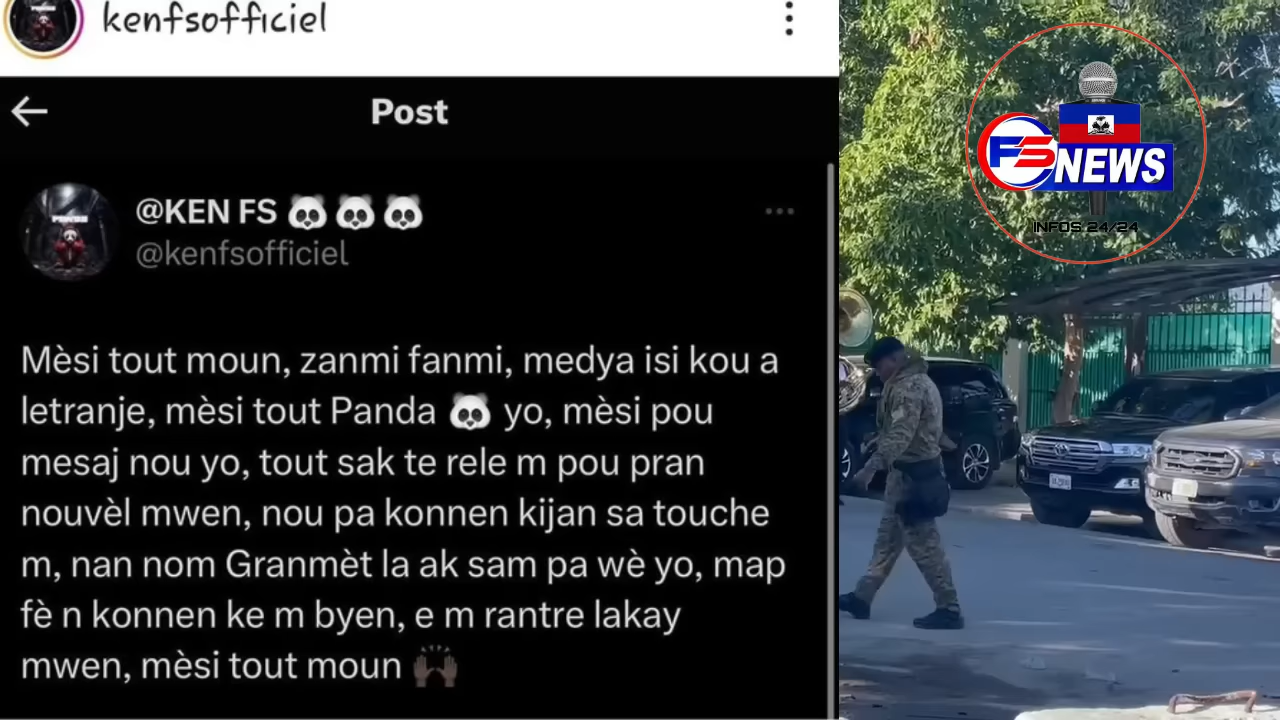 kenfsofficiel
Post
@KEN FS 🐼 🐼 🐼
@kenfsofficiel
Mèsi tout moun, zanmi fanmi, medya isi kou a
letranje, mèsi tout Panda 🐼 yo, mèsi pou
mesaj nou yo, tout sak te rele m pou pran
nouvèl mwen, nou pa konnen kijan sa touche
m, nan nom Granmèt la ak sam pa wè yo, map
fè n konnen ke m byen, e m rantre lakay
mwen, mèsi tout moun 🙌🏿
FS
NEWS
INFOS 24/24